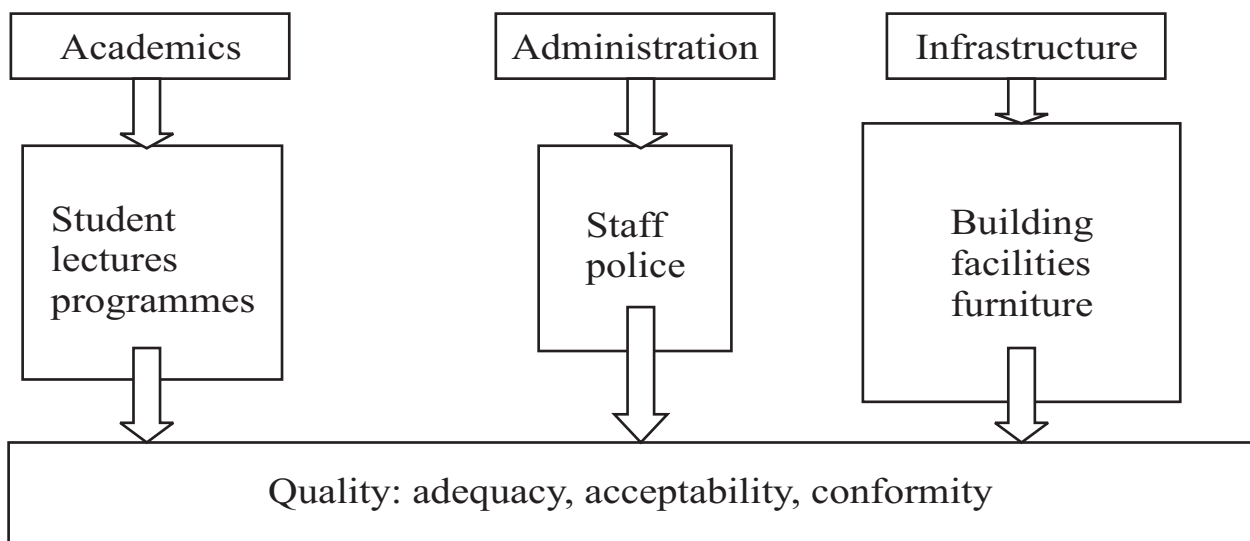 Academics
Administration
Infrastructure
Student
lectures
programmes
Staff
police
Building
facilities
furniture
Quality: adequacy, acceptability, conformity